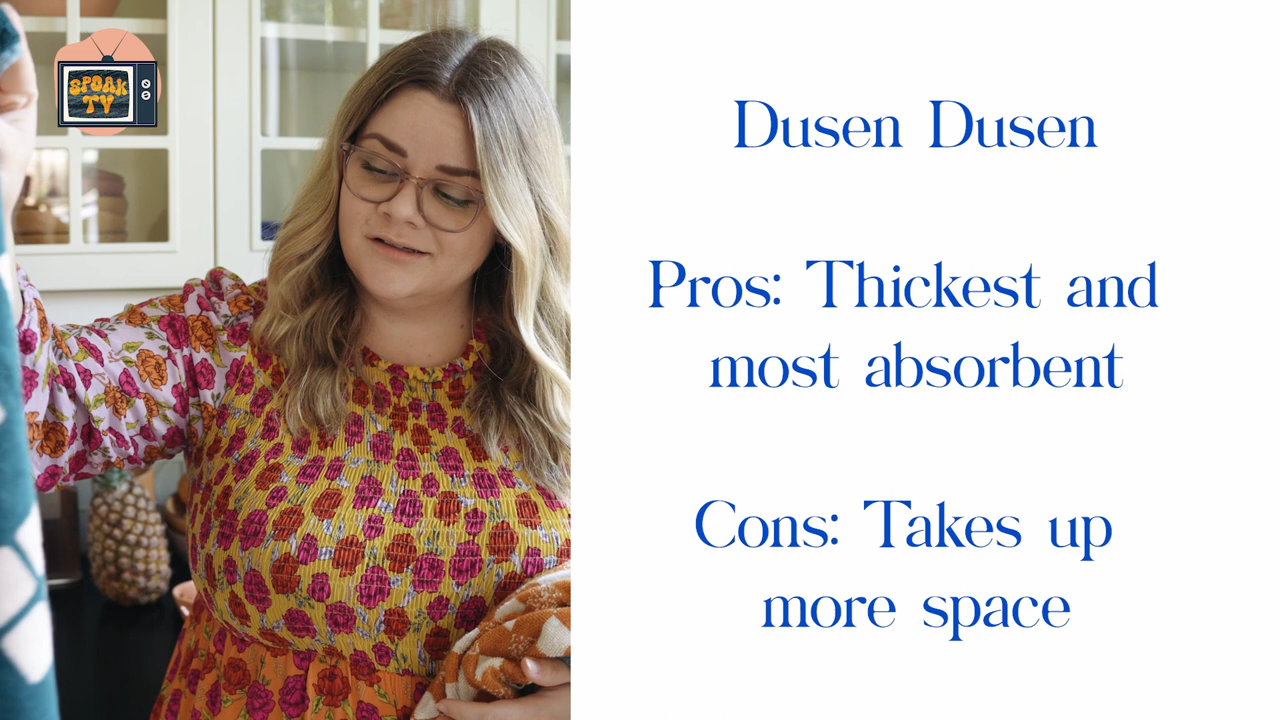 SPOAK
TV
Dusen Dusen
Pros: Thickest and
most absorbent
Cons: Takes up
more space